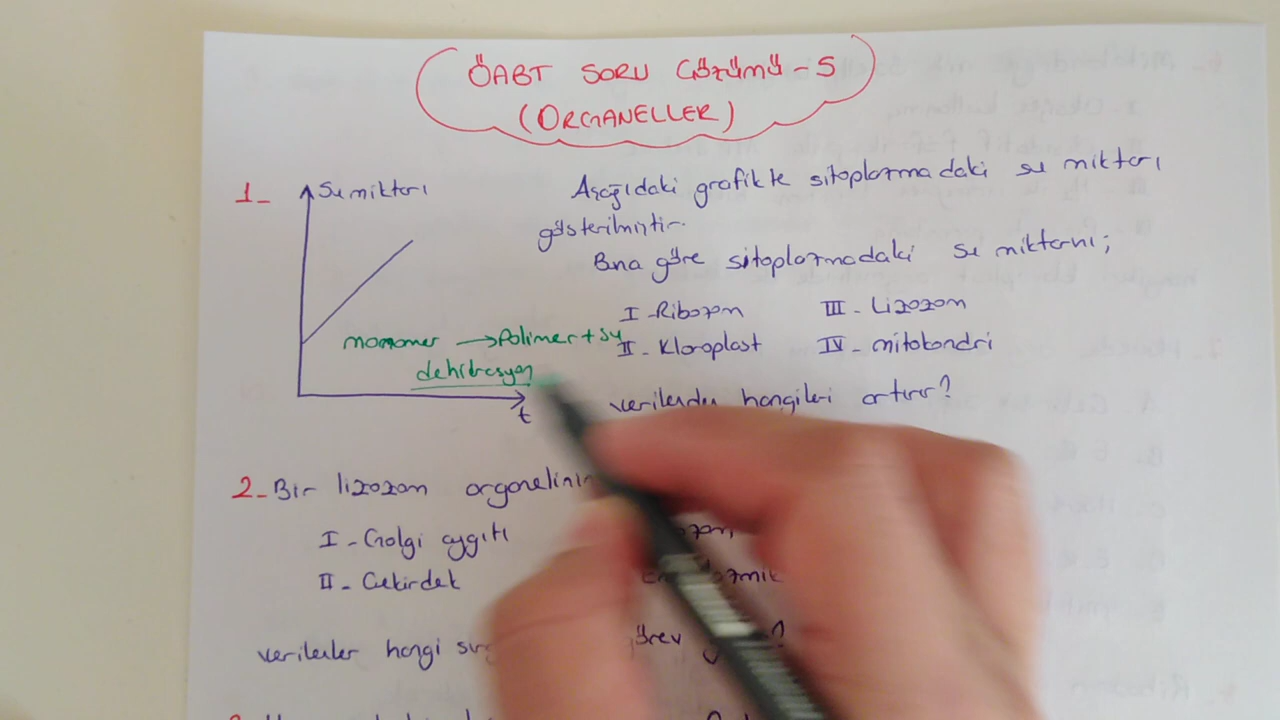 ÖABT SORU ÇÖZÜMÜ-5
(ORGANELLER)
1- Su miktarı
Aşağıdaki grafikte sitoplazmadaki su miktarı
gösterilmiştir.
Buna göre sitoplazmadaki su miktarını;
I-Ribozom III-Lizozom
monomer → Polimer + su
II-Kloroplast IV-mitokondri
dehidrasyon
t
verilerden hangileri artırır?
2-Bir lizozom organelinin
I-Golgi aygıtı
II-Çekirdek
verilenler hangi